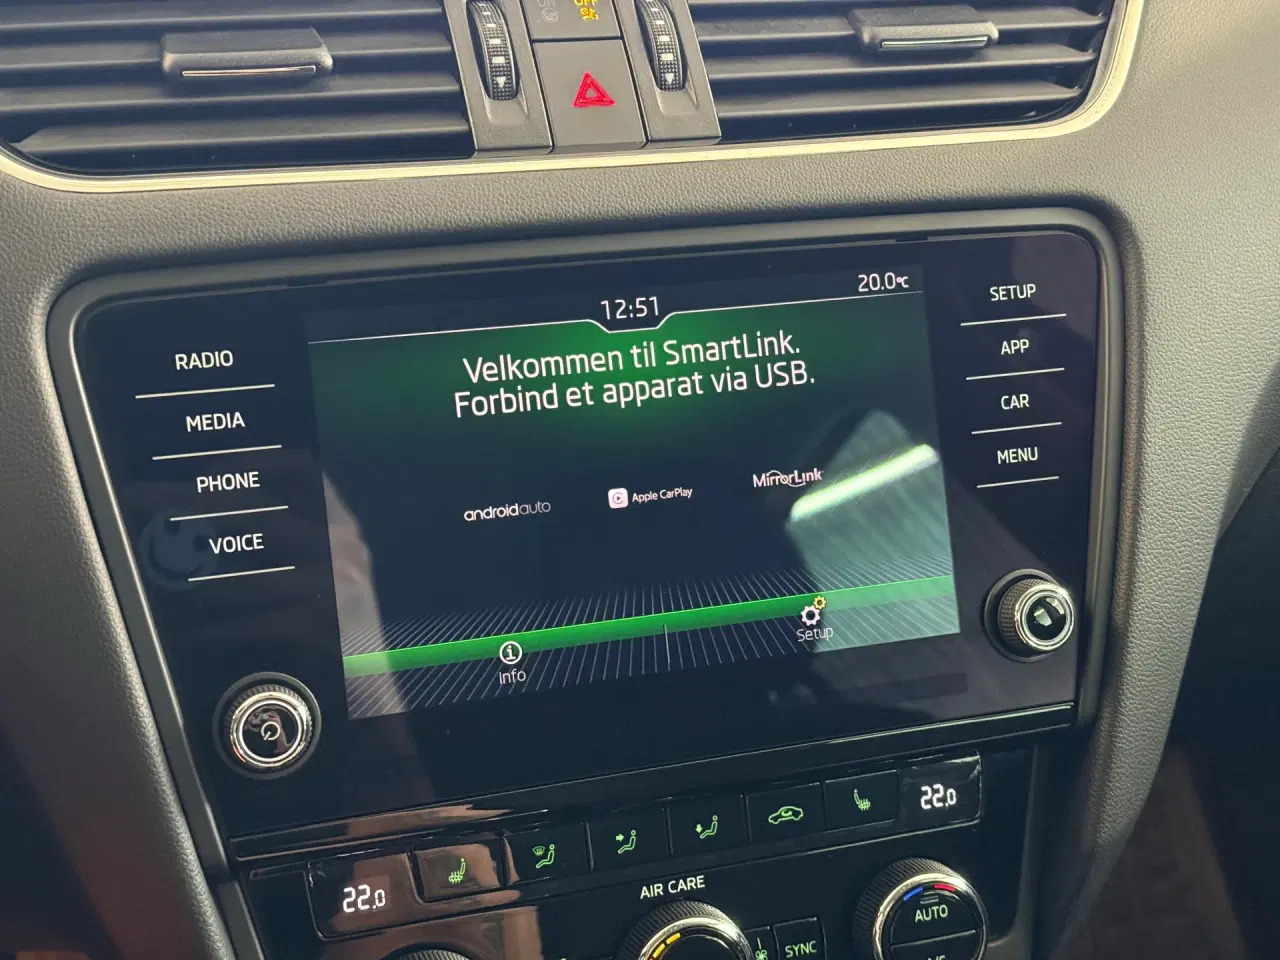 OFF
12:51
20.0°C
Velkommen til SmartLink.
Forbind et apparat via USB.
androidauto
Apple CarPlay
MirrorLink
Info
Setup
RADIO
MEDIA
PHONE
VOICE
SETUP
APP
CAR
MENU
22.0
22.0
AIR CARE
SYNC
AUTO